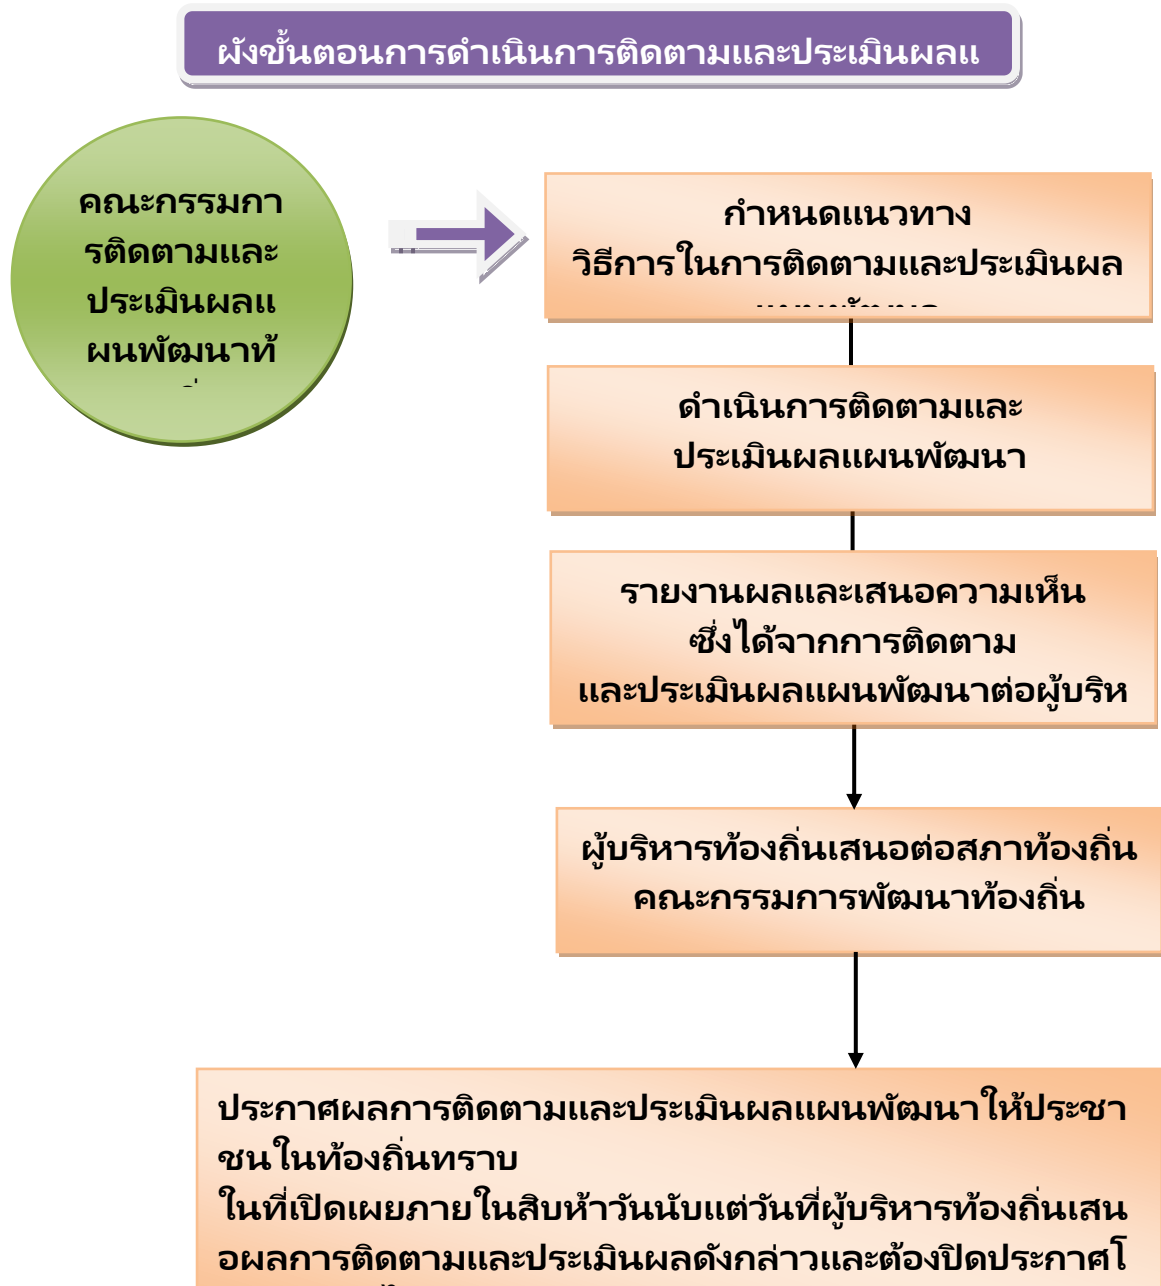 ผังขั้นตอนการดำเนินการติดตามและประเมินผลแ
คณะกรรมกา
รติดตามและ
ประเมินผลแ
ผนพัฒนาท้
กำหนดแนวทาง
วิธีการในการติดตามและประเมินผล
ดำเนินการติดตามและ
ประเมินผลแผนพัฒนา
รายงานผลและเสนอความเห็น
ซึ่งได้จากการติดตาม
และประเมินผลแผนพัฒนาต่อผู้บริห
ผู้บริหารท้องถิ่นเสนอต่อสภาท้องถิ่น
คณะกรรมการพัฒนาท้องถิ่น
ประกาศผลการติดตามและประเมินผลแผนพัฒนาให้ประชา
ชนในท้องถิ่นทราบ
ในที่เปิดเผยภายในสิบห้าวันนับแต่วันที่ผู้บริหารท้องถิ่นเสน
อผลการติดตามและประเมินผลดังกล่าวและต้องปิดประกาศโ